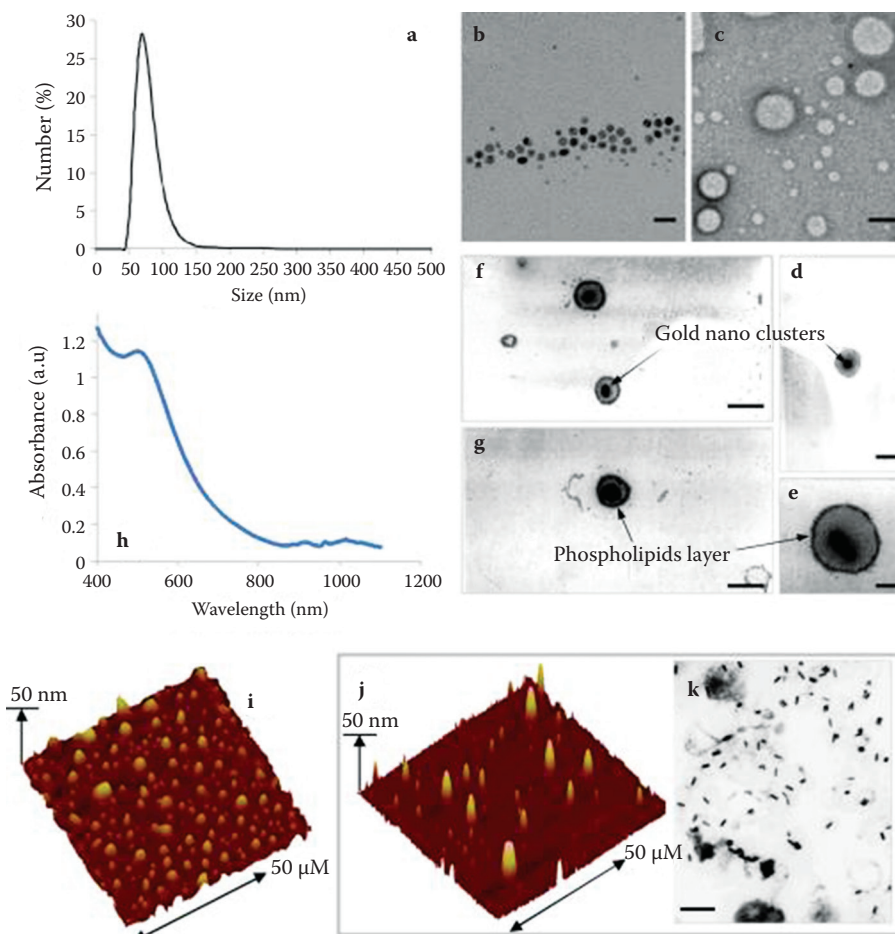 a
30
25
20
15
10
5
0
Number (%)
0 50 100 150 200 250 300 350 400 450 500
Size (nm)
b
c
f
d
Gold nano clusters
g
e
Phospholipids layer
1.2
1
0.8
0.6
0.4
0.2
0
Absorbance (a.u)
h
400 600 800 1000 1200
Wavelength (nm)
50 nm
i
50 µM
j
50 nm
50 µM
k